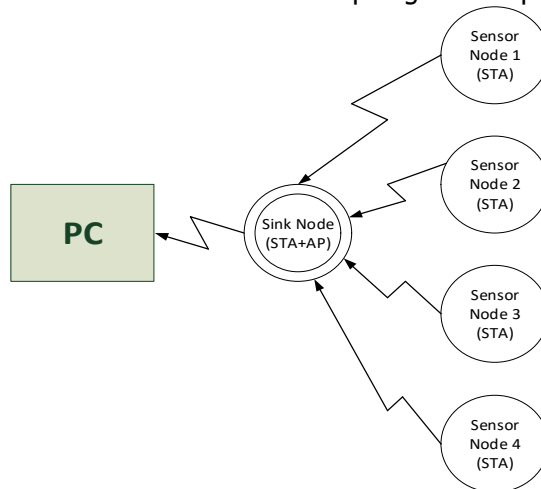 Sensor
Node 1
(STA)
Sensor
Node 2
(STA)
PC
Sink Node
(STA+AP)
Sensor
Node 3
(STA)
Sensor
Node 4
(STA)